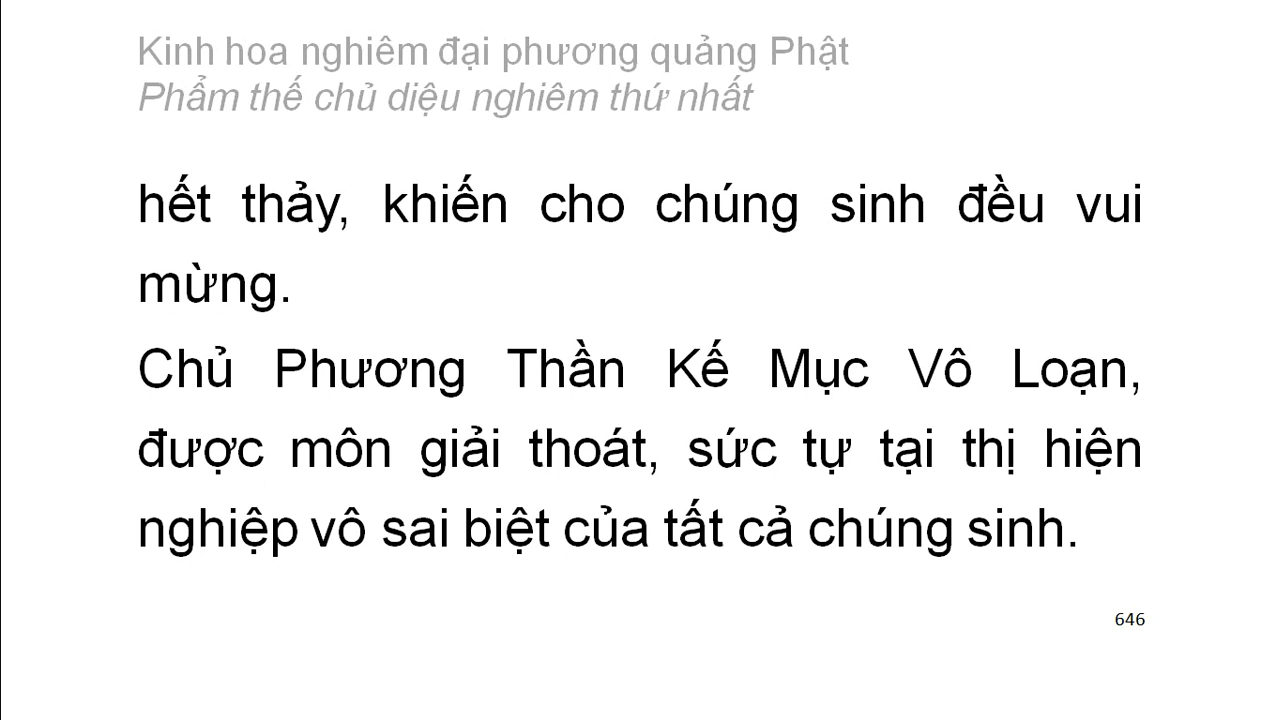 Kinh hoa nghiêm đại phương quảng Phật
Phẩm thế chủ diệu nghiêm thứ nhất
hết thảy, khiến cho chúng sinh đều vui
mừng.
Chủ Phương Thần Kế Mục Vô Loạn,
được môn giải thoát, sức tự tại thị hiện
nghiệp vô sai biệt của tất cả chúng sinh.
646